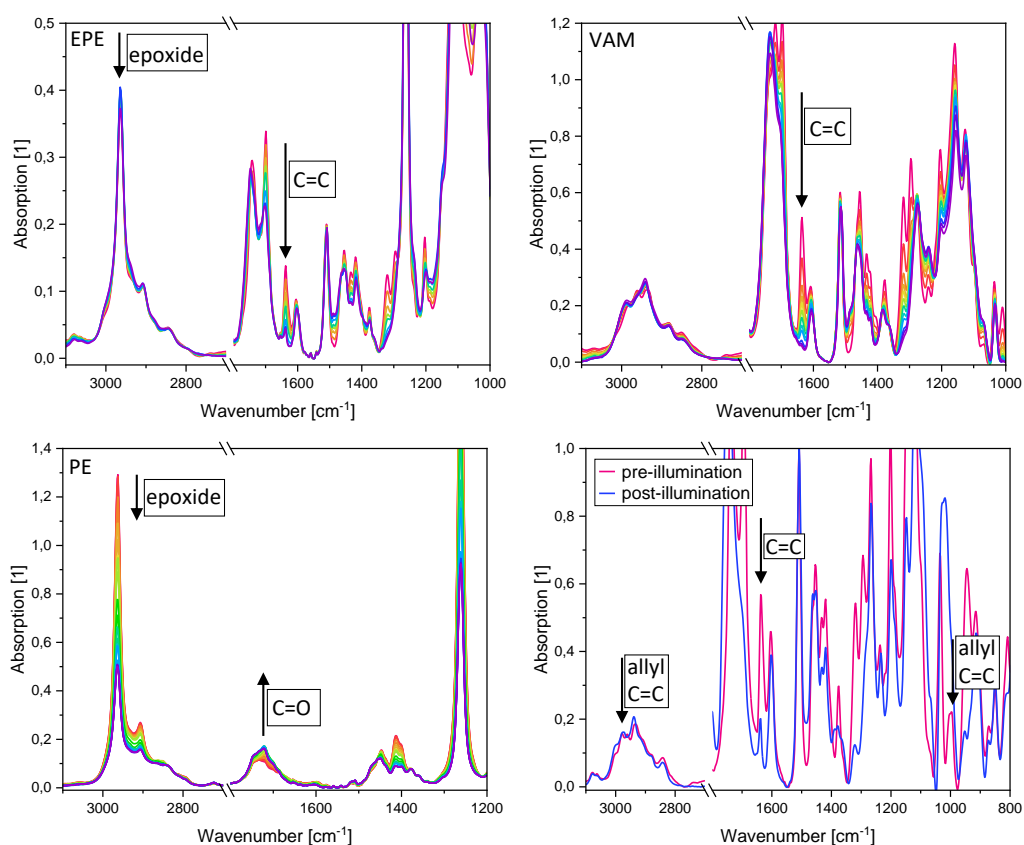 EPE
epoxide
C=C
Absorption [1]
0,5
0,4
0,3
0,2
0,1
0,0
3000
2800
1600
1400
1200
1000
Wavenumber [cm-1]
VAM
C=C
Absorption [1]
1,2
1,0
0,8
0,6
0,4
0,2
0,0
3000
2800
1600
1400
1200
1000
Wavenumber [cm-1]
PE
epoxide
C=O
Absorption [1]
1,4
1,2
1,0
0,8
0,6
0,4
0,2
0,0
3000
2800
1600
1400
1200
Wavenumber [cm-1]
pre-illumination
post-illumination
C=C
allyl
C=C
allyl
C=C
Absorption [1]
1,0
0,8
0,6
0,4
0,2
0,0
3000
2800
1600
1400
1200
1000
800
Wavenumber [cm-1]